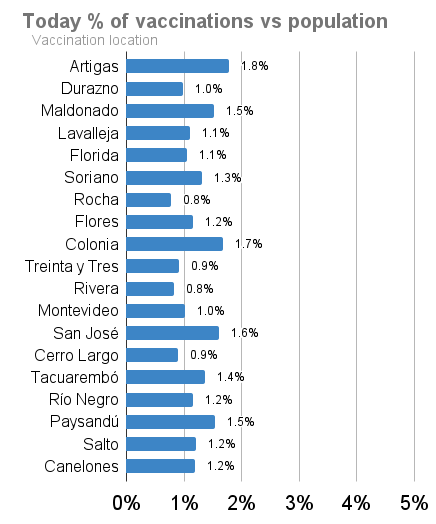 Today % of vaccinations vs population
Vaccination location
Artigas 1.8%
Durazno 1.0%
Maldonado 1.5%
Lavalleja 1.1%
Florida 1.1%
Soriano 1.3%
Rocha 0.8%
Flores 1.2%
Colonia 1.7%
Treinta y Tres 0.9%
Rivera 0.8%
Montevideo 1.0%
San José 1.6%
Cerro Largo 0.9%
Tacuarembó 1.4%
Río Negro 1.2%
Paysandú 1.5%
Salto 1.2%
Canelones 1.2%
0% 1% 2% 3% 4% 5%